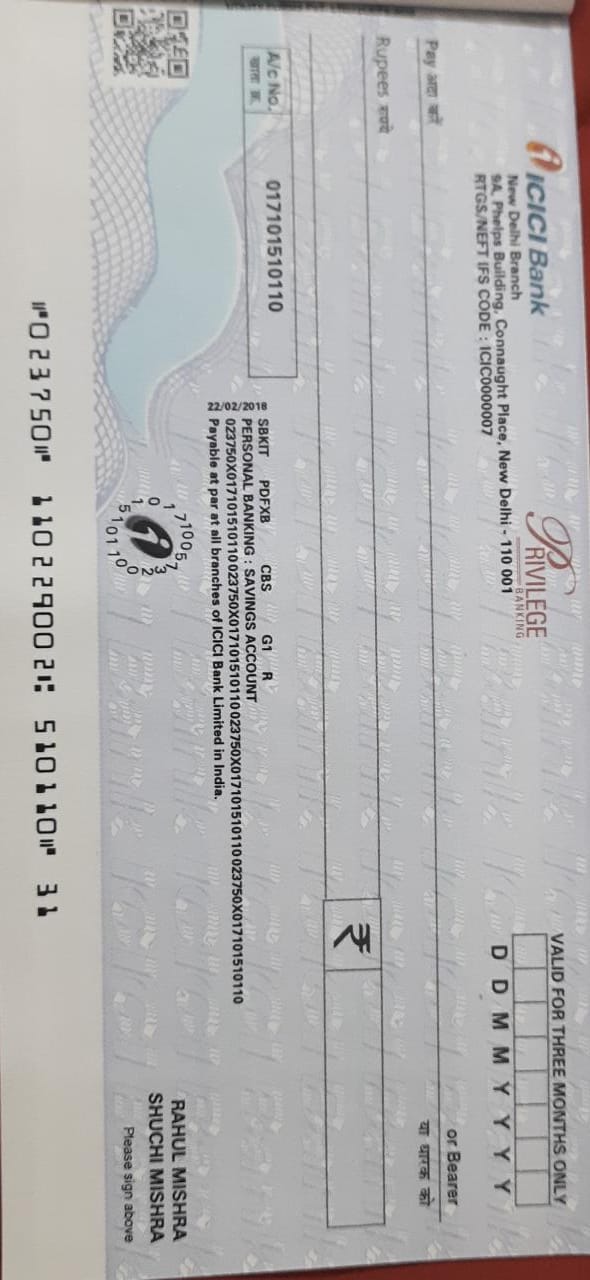 ICICI Bank
New Delhi Branch
9A, Phelps Building, Connaught Place, New Delhi - 110 001
RTGS/NEFT IFS CODE : ICIC0000007
PRIVILEGE
BANKING
VALID FOR THREE MONTHS ONLY
D D M M Y Y Y Y
Pay अदा करें
or Bearer
या धारक को
Rupees रुपये
₹
A/c No.
खाता क्र.
017101510110
SBKIT PDFXB CBS G1 R
22/02/2018 PERSONAL BANKING : SAVINGS ACCOUNT
023750X017101510110023750X017101510110023750X017101510110023750X017101510110
Payable at par at all branches of ICICI Bank Limited in India.
RAHUL MISHRA
SHUCHI MISHRA
Please sign above
⑈023750⑈ 110229002⑆ 510110⑈ 31